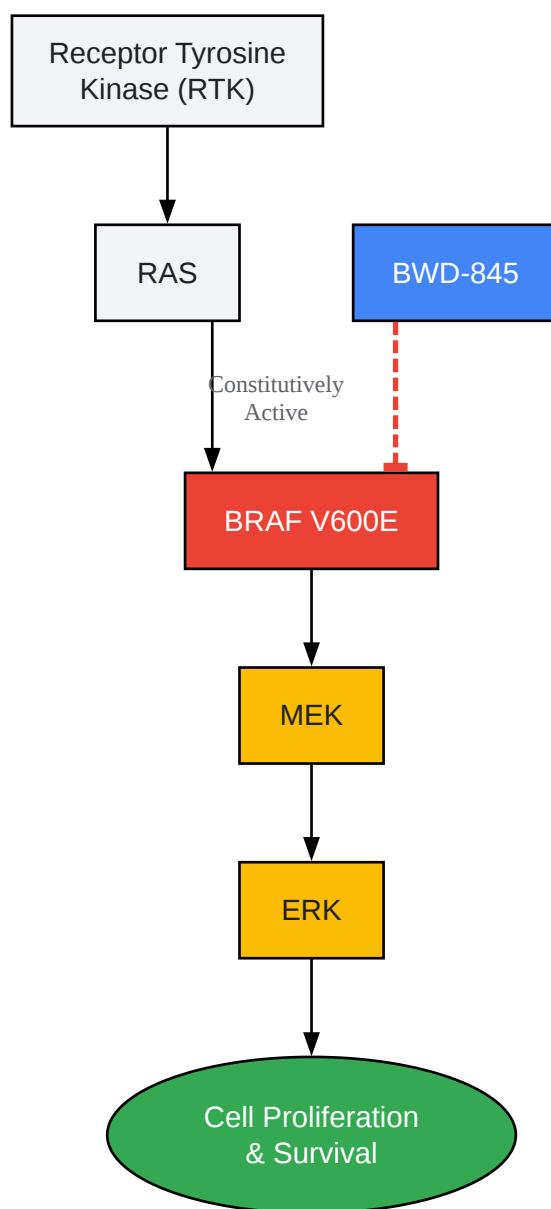 Receptor Tyrosine
Kinase (RTK)
RAS
BWD-845
Constitutively
Active
BRAF V600E
MEK
ERK
Cell Proliferation
& Survival